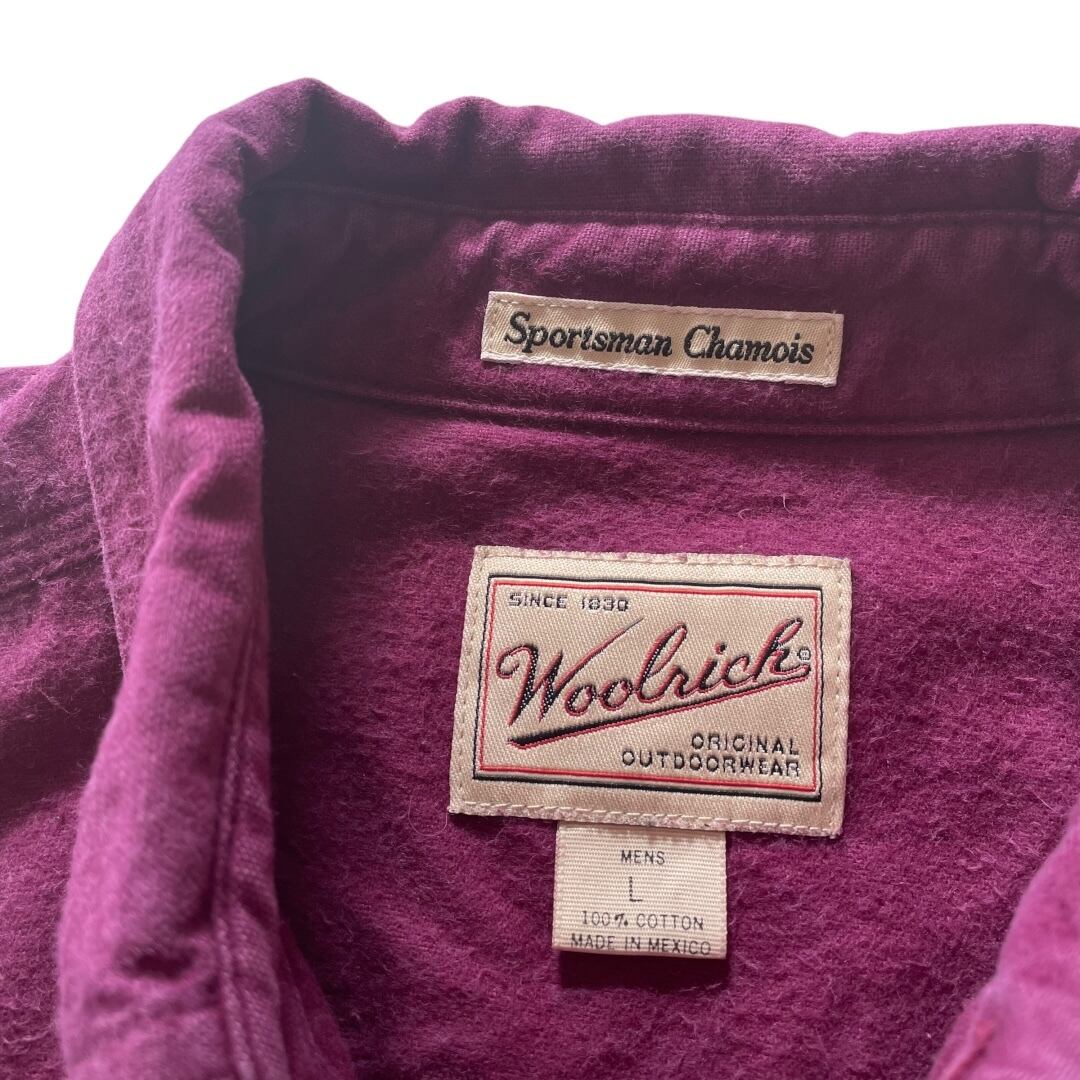 Sportsman Chamois
SINCE 1830
Woolrich®
ORIGINAL
OUTDOORWEAR
MENS
L
100% COTTON
MADE IN MEXICO